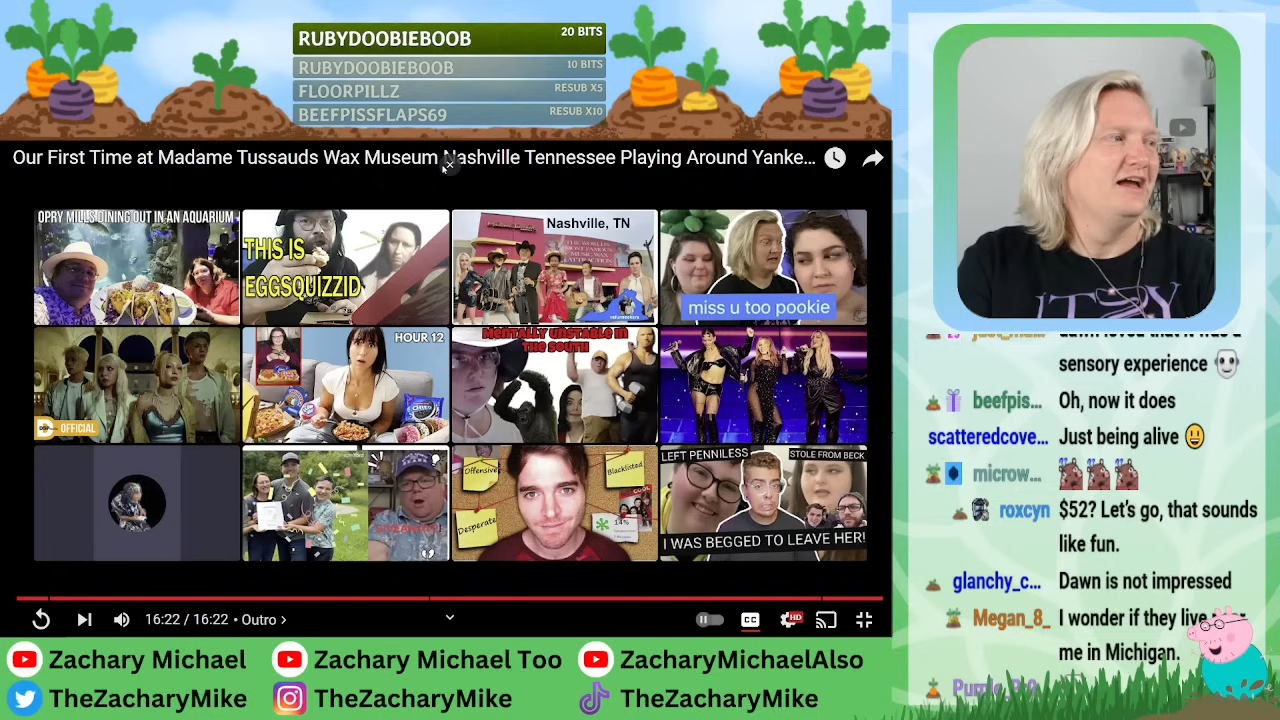 RUBYDOOBIEBOOB 20 BITS
RUBYDOOBIEBOOB 10 BITS
FLOORPILLZ RESUB X5
BEEFPISSFLAPS69 RESUB X10
Our First Time at Madame Tussauds Wax Museum Nashville Tennessee Playing Around Yanke...
OPRY MILLS DINING OUT IN AN AQUARIUM
THIS IS
EGGSQUIZZID
Nashville, TN
miss u too pookie
OFFICIAL
HOUR 12
MENTALLY UNSTABLE IN
THE SOUTH
Offensive
Blacklisted
Desperate
COOL
14%
LEFT PENNILESS
STOLE FROM BECK
I WAS BEGGED TO LEAVE HER!
16:22 / 16:22 • Outro ›
CC
HD
sensory experience
beefpis... Oh, now it does
scatteredcove... Just being alive
microw...
roxcyn $52? Let's go, that sounds
like fun.
glanchy_c... Dawn is not impressed
Megan_8_ I wonder if they live
me in Michigan.
Zachary Michael
Zachary Michael Too
ZacharyMichaelAlso
TheZacharyMike
TheZacharyMike
TheZacharyMike